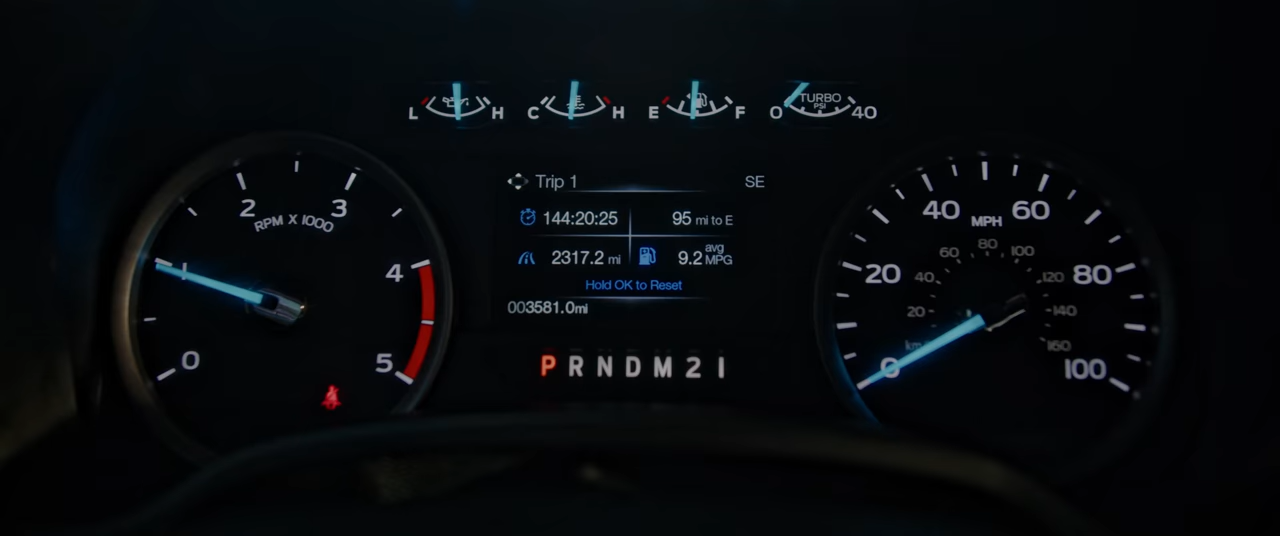 L H C H E F 0 TURBO PSI 40
Trip 1 SE
144:20:25 95 mi to E
2317.2 mi 9.2 avg MPG
Hold OK to Reset
003581.0mi
P R N D M 2 1
0 1 2 3 4 5
RPM X 1000
0 20 40 60 80 100
MPH
20 40 60 80 100 120 140 160